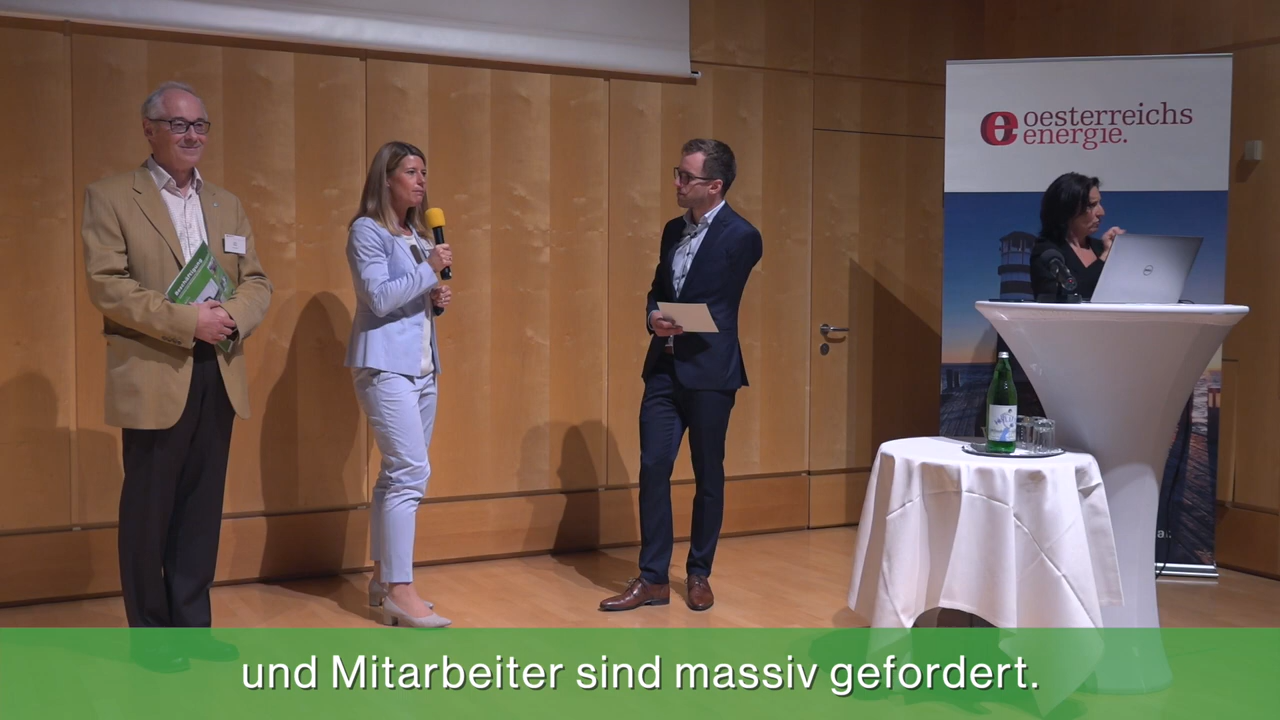 oesterreichs
energie.
und Mitarbeiter sind massiv gefordert.